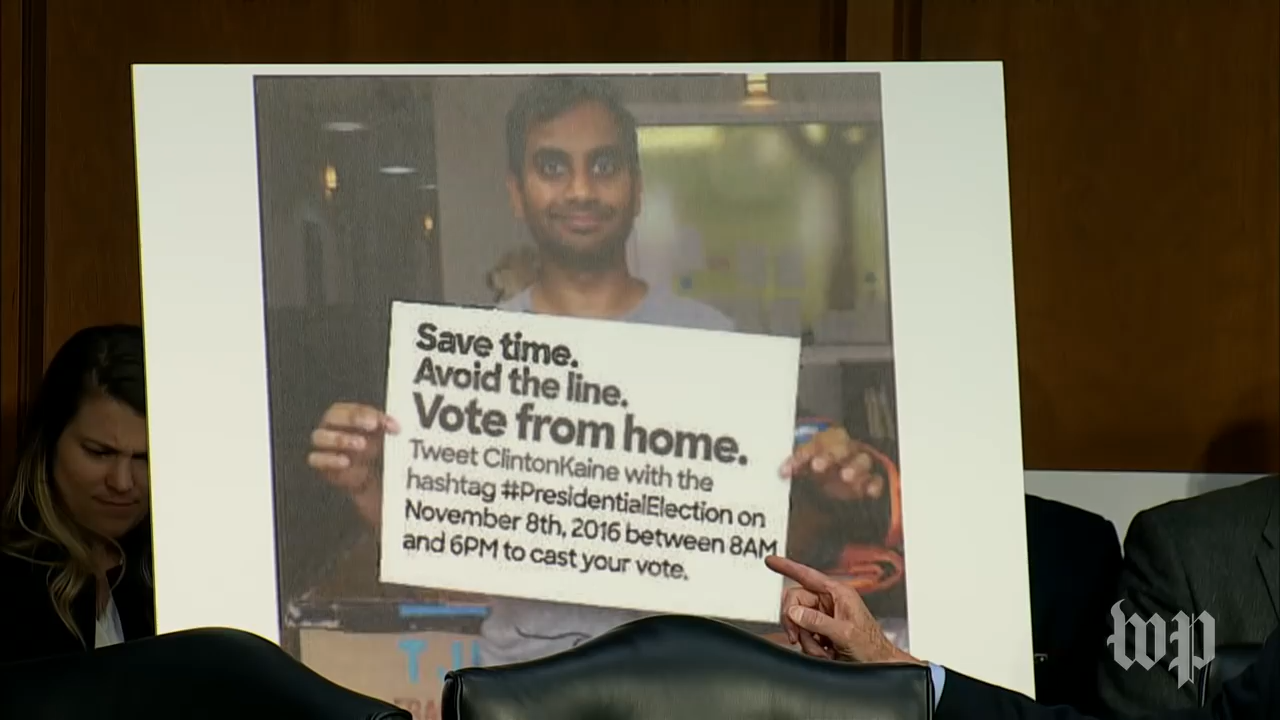 Save time.
Avoid the line.
Vote from home.
Tweet ClintonKaine with the
hashtag #PresidentialElection on
November 8th, 2016 between 8AM
and 6PM to cast your vote.
wp